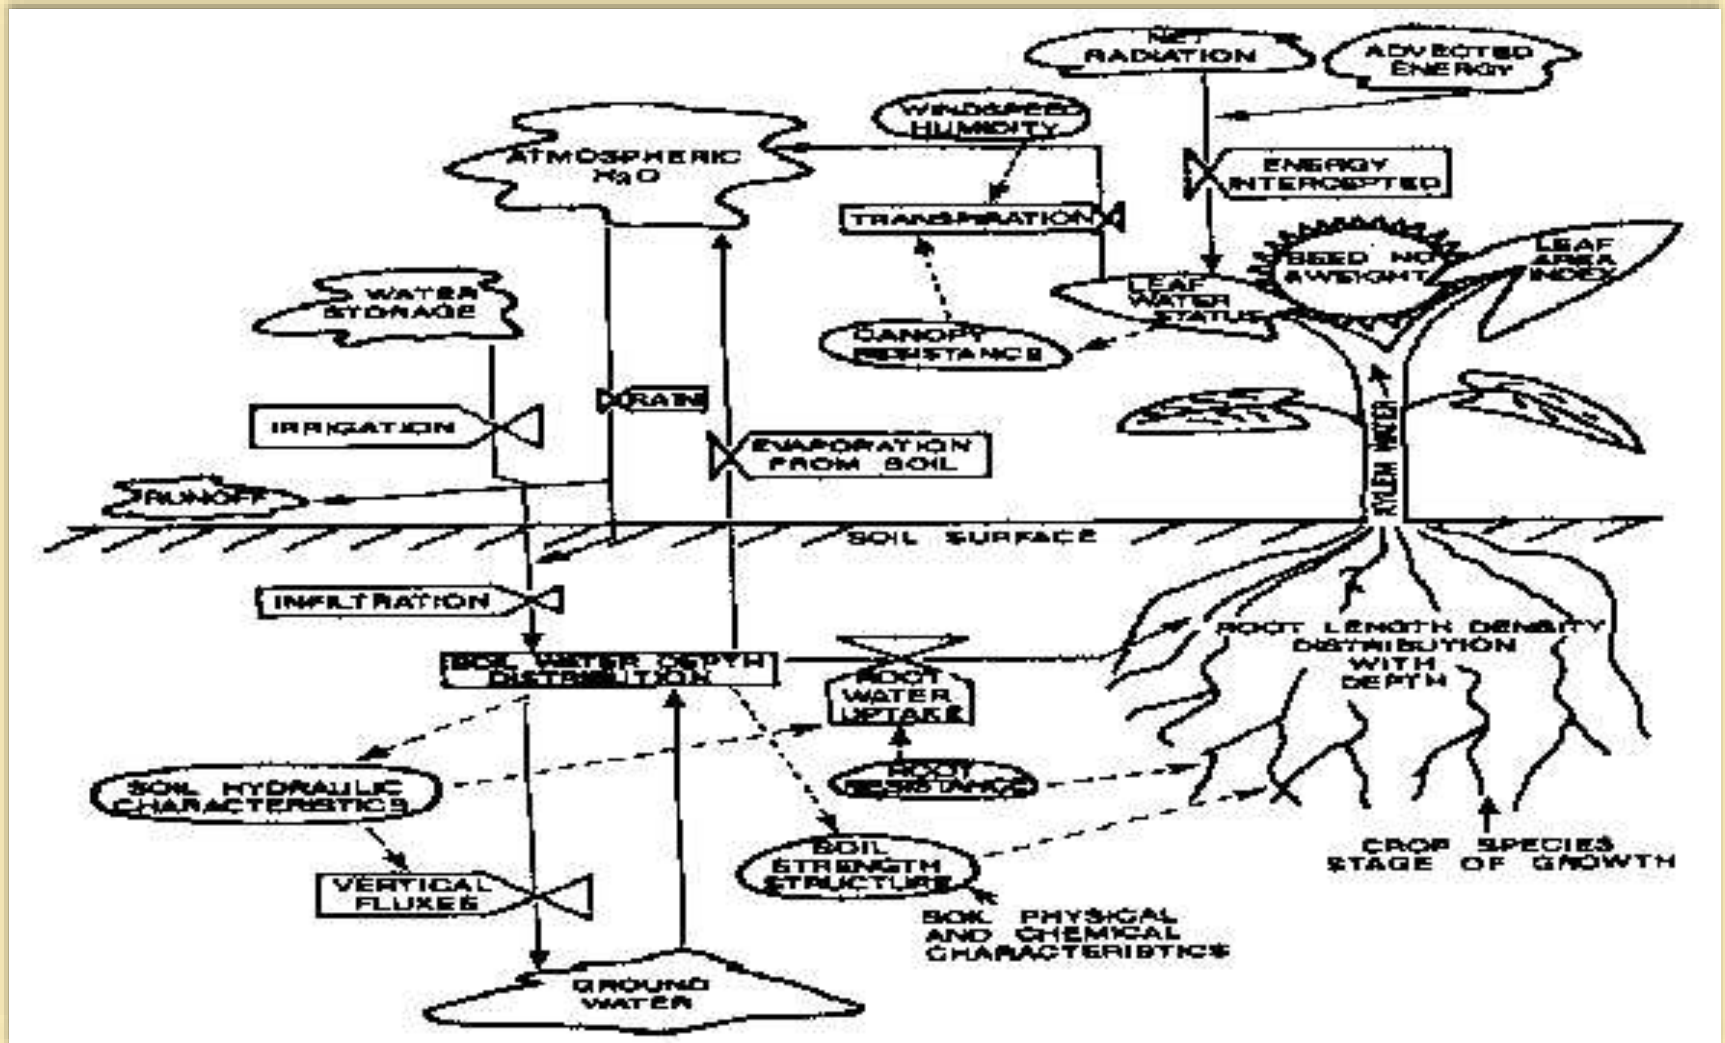 NET
RADIATION
ADVECTED
ENERGY
WINDSPEED
HUMIDITY
ATMOSPHERIC
H2O
ENERGY
INTERCEPTED
TRANSPIRATION
SEED NO
&WEIGHT
LEAF
AREA
INDEX
LEAF
WATER
STATUS
WATER
STORAGE
CANOPY
RESISTANCE
RAIN
IRRIGATION
EVAPORATION
FROM SOIL
XYLEM WATER
RUNOFF
SOIL SURFACE
INFILTRATION
SOIL WATER DEPTH
DISTRIBUTION
ROOT
WATER
UPTAKE
ROOT LENGTH DENSITY
DISTRIBUTION
WITH
DEPTH
SOIL HYDRAULIC
CHARACTERISTICS
ROOT
RESISTANCE
SOIL
STRENGTH
STRUCTURE
CROP SPECIES
STAGE OF GROWTH
VERTICAL
FLUXES
SOIL PHYSICAL
AND CHEMICAL
CHARACTERISTICS
GROUND
WATER